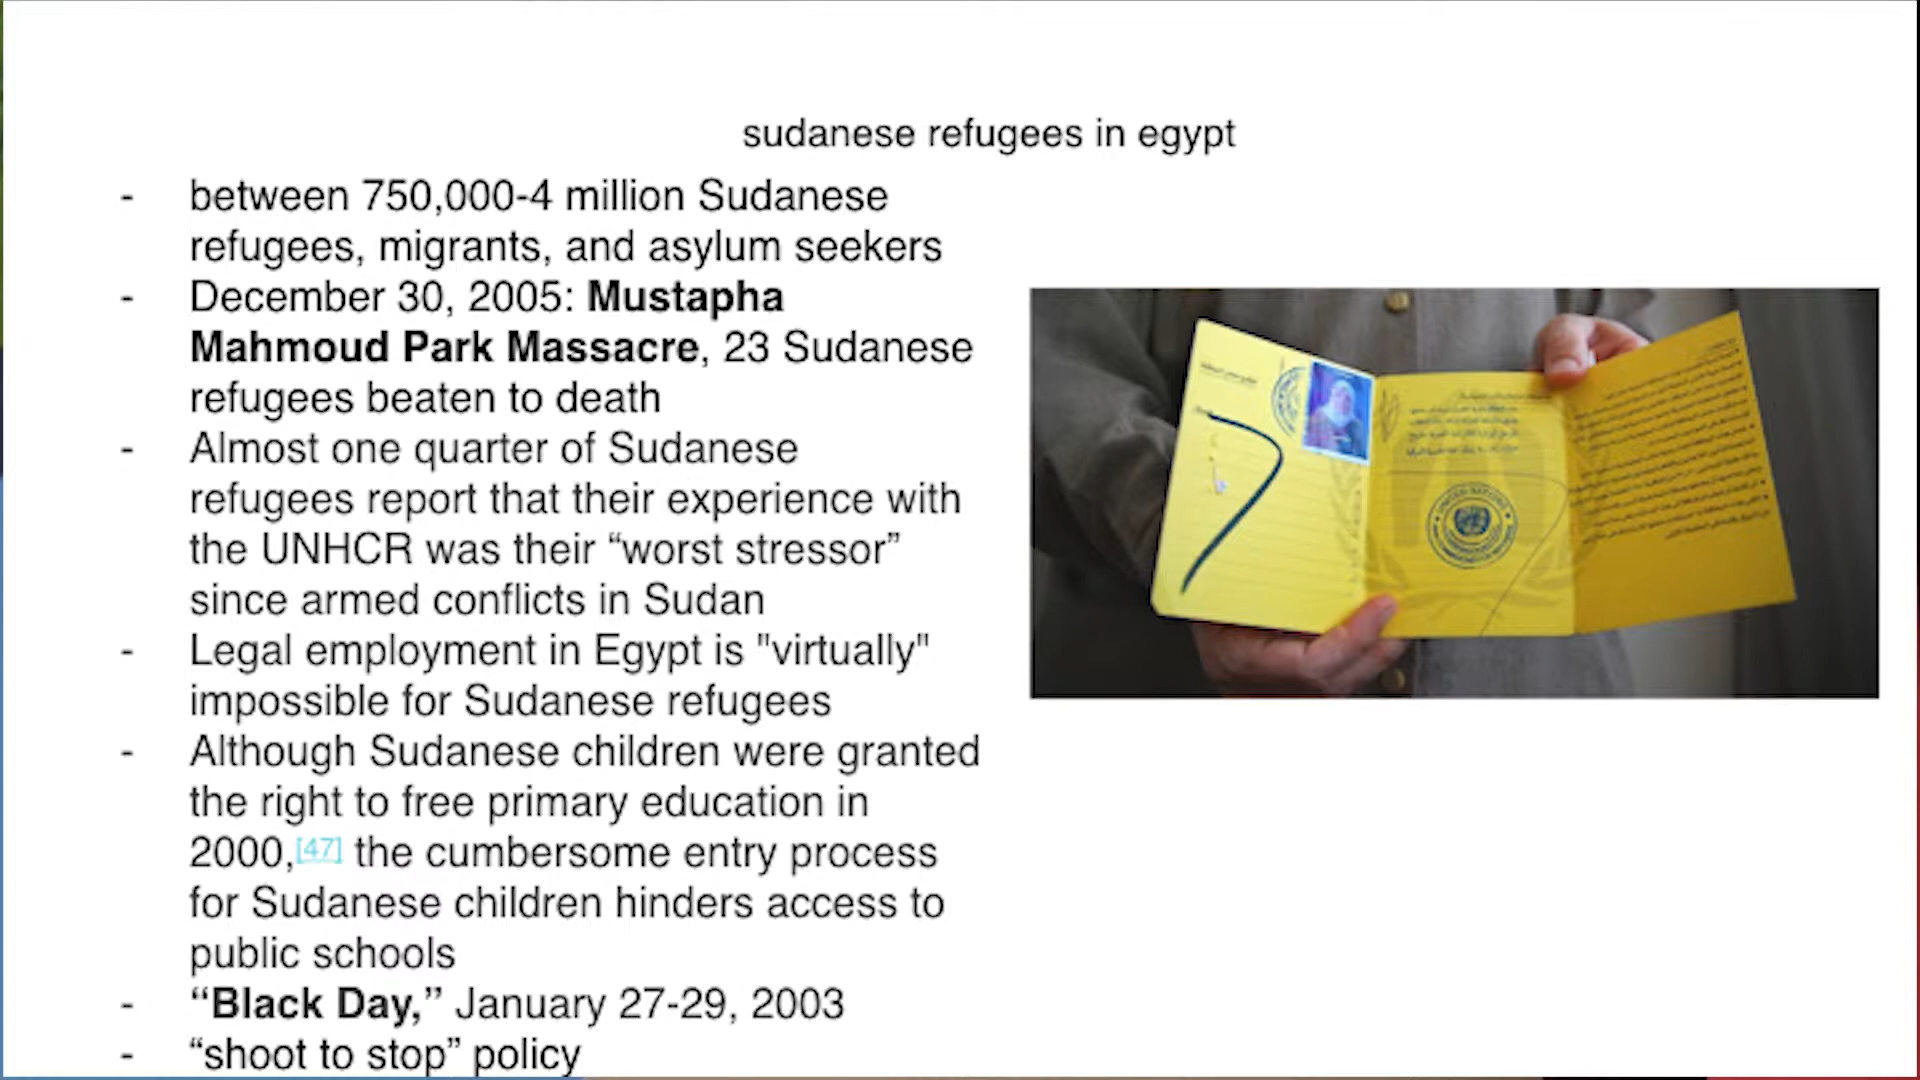 sudanese refugees in egypt
- between 750,000-4 million Sudanese
refugees, migrants, and asylum seekers
- December 30, 2005: Mustapha
Mahmoud Park Massacre, 23 Sudanese
refugees beaten to death
- Almost one quarter of Sudanese
refugees report that their experience with
the UNHCR was their “worst stressor”
since armed conflicts in Sudan
- Legal employment in Egypt is "virtually"
impossible for Sudanese refugees
- Although Sudanese children were granted
the right to free primary education in
2000,[47] the cumbersome entry process
for Sudanese children hinders access to
public schools
- “Black Day,” January 27-29, 2003
- “shoot to stop” policy